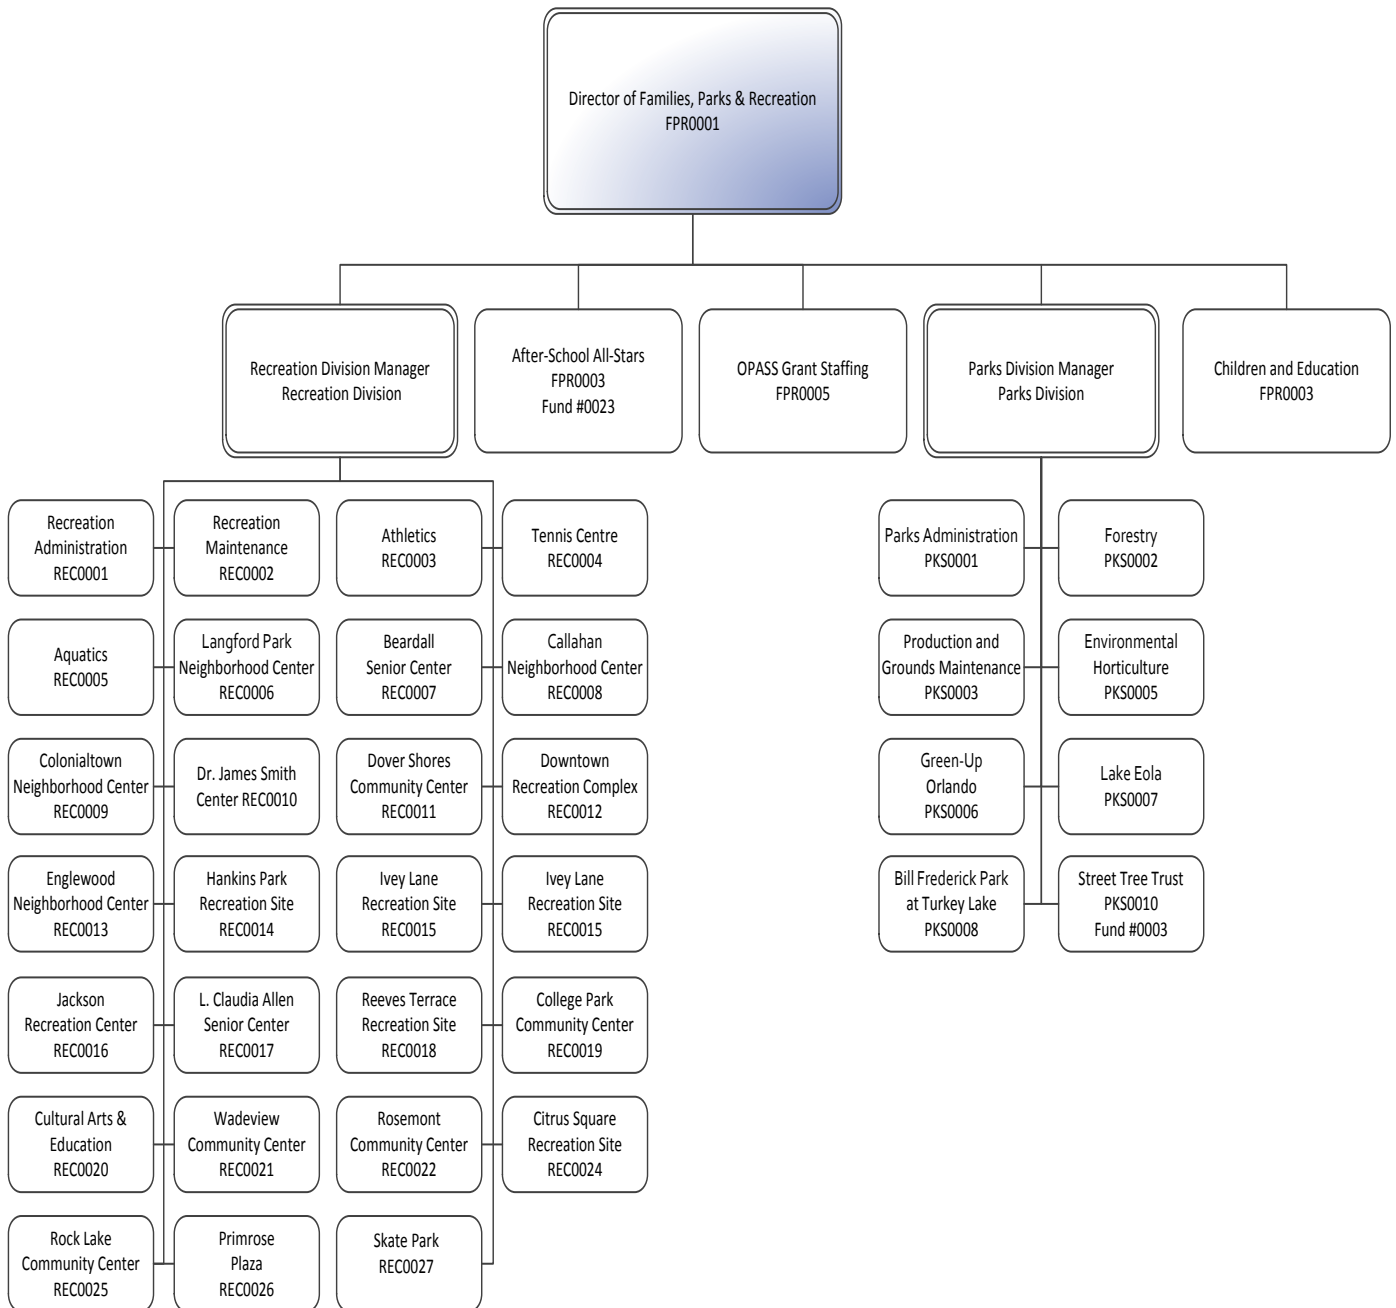 Director of Families, Parks & Recreation
FPR0001
Recreation Division Manager
Recreation Division
After-School All-Stars
FPR0003
Fund #0023
OPASS Grant Staffing
FPR0005
Parks Division Manager
Parks Division
Children and Education
FPR0003
Recreation
Administration
REC0001
Recreation
Maintenance
REC0002
Athletics
REC0003
Tennis Centre
REC0004
Parks Administration
PKS0001
Forestry
PKS0002
Aquatics
REC0005
Langford Park
Neighborhood Center
REC0006
Beardall
Senior Center
REC0007
Callahan
Neighborhood Center
REC0008
Production and
Grounds Maintenance
PKS0003
Environmental
Horticulture
PKS0005
Colonialtown
Neighborhood Center
REC0009
Dr. James Smith
Center REC0010
Dover Shores
Community Center
REC0011
Downtown
Recreation Complex
REC0012
Green-Up
Orlando
PKS0006
Lake Eola
PKS0007
Englewood
Neighborhood Center
REC0013
Hankins Park
Recreation Site
REC0014
Ivey Lane
Recreation Site
REC0015
Ivey Lane
Recreation Site
REC0015
Bill Frederick Park
at Turkey Lake
PKS0008
Street Tree Trust
PKS0010
Fund #0003
Jackson
Recreation Center
REC0016
L. Claudia Allen
Senior Center
REC0017
Reeves Terrace
Recreation Site
REC0018
College Park
Community Center
REC0019
Cultural Arts &
Education
REC0020
Wadeview
Community Center
REC0021
Rosemont
Community Center
REC0022
Citrus Square
Recreation Site
REC0024
Rock Lake
Community Center
REC0025
Primrose
Plaza
REC0026
Skate Park
REC0027